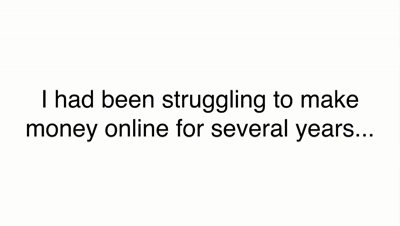 I had been struggling to make
money online for several years...